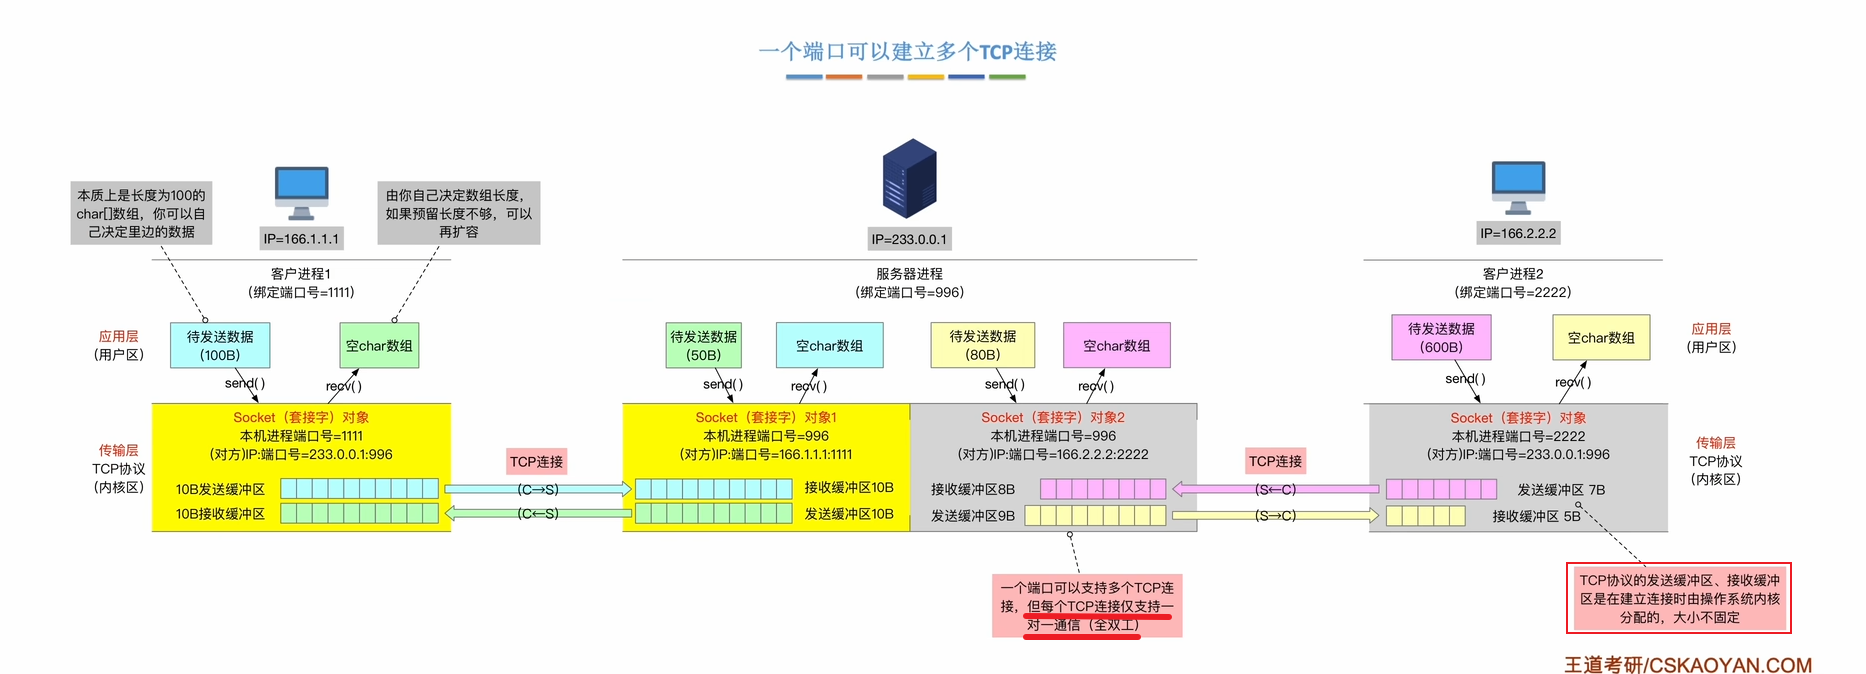 一个端口可以建立多个TCP连接
本质上是长度为100的
char[]数组，你可以自
己决定里边的数据
由你自己决定数组长度，
如果预留长度不够，可以
再扩容
IP=166.1.1.1
IP=233.0.0.1
IP=166.2.2.2
客户进程1
(绑定端口号=1111)
服务器进程
(绑定端口号=996)
客户进程2
(绑定端口号=2222)
应用层
(用户区)
待发送数据
(100B)
空char数组
待发送数据
(50B)
空char数组
待发送数据
(80B)
空char数组
待发送数据
(600B)
空char数组
应用层
(用户区)
send()
recv()
send()
recv()
send()
recv()
send()
recv()
传输层
TCP协议
(内核区)
Socket（套接字）对象
本机进程端口号=1111
(对方)IP:端口号=233.0.0.1:996
10B发送缓冲区
10B接收缓冲区
TCP连接
(C→S)
(C←S)
Socket（套接字）对象1
本机进程端口号=996
(对方)IP:端口号=166.1.1.1:1111
接收缓冲区10B
发送缓冲区10B
Socket（套接字）对象2
本机进程端口号=996
(对方)IP:端口号=166.2.2.2:2222
接收缓冲区8B
发送缓冲区9B
TCP连接
(S←C)
(S→C)
Socket（套接字）对象
本机进程端口号=2222
(对方)IP:端口号=233.0.0.1:996
发送缓冲区 7B
接收缓冲区 5B
传输层
TCP协议
(内核区)
一个端口可以支持多个TCP连
接，但每个TCP连接仅支持一
对一通信（全双工）
TCP协议的发送缓冲区、接收缓冲
区是在建立连接时由操作系统内核
分配的，大小不固定
王道考研/CSKAOYAN.COM